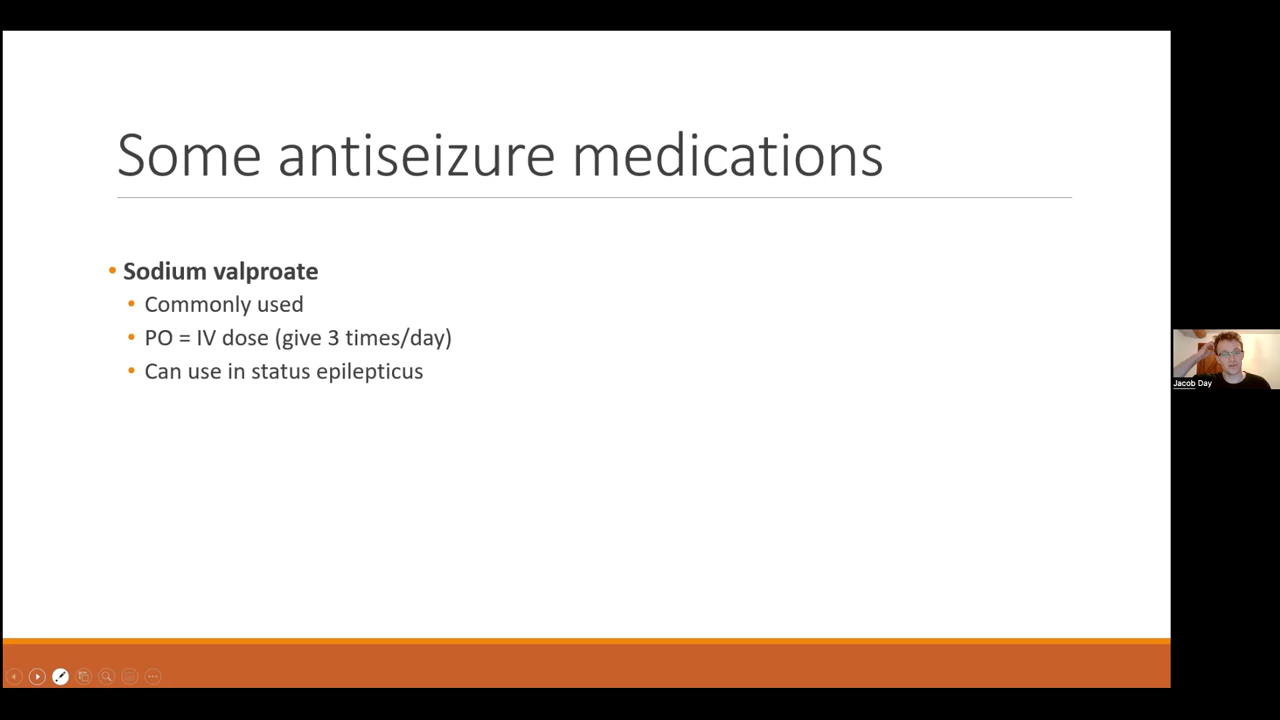 Some antiseizure medications
• Sodium valproate
• Commonly used
• PO = IV dose (give 3 times/day)
• Can use in status epilepticus
Jacob Day